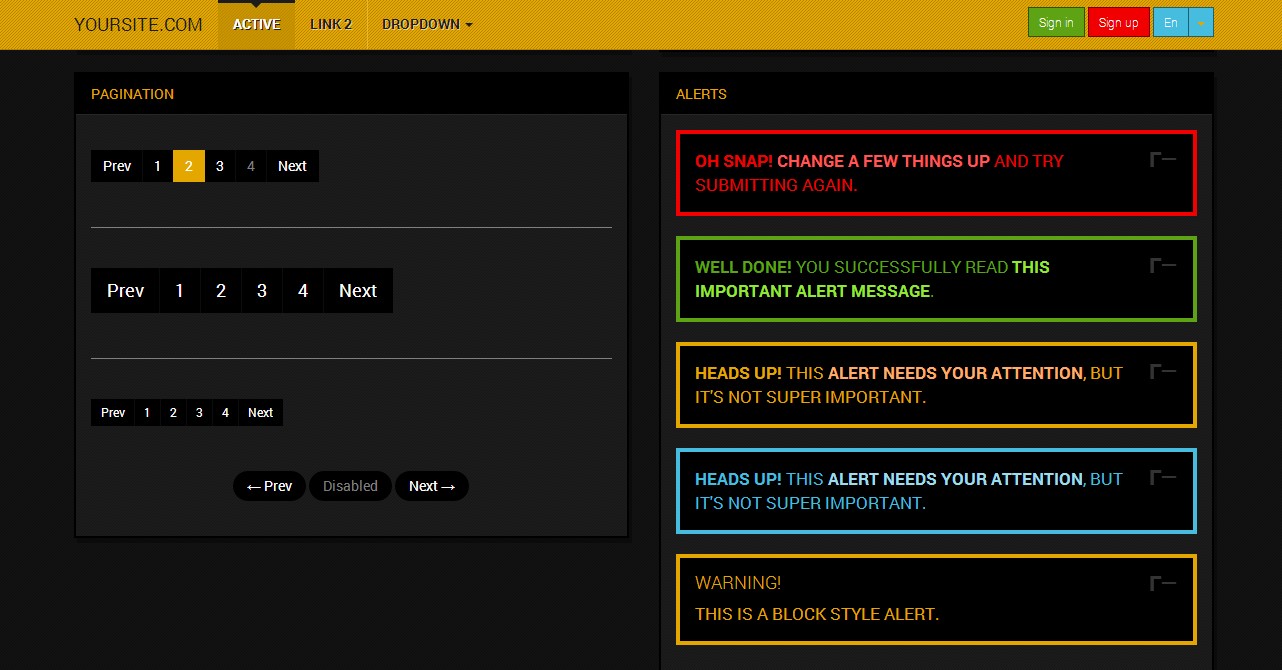 YOURSITE.COM ACTIVE LINK 2 DROPDOWN Sign in Sign up En
PAGINATION
Prev 1 2 3 4 Next
Prev 1 2 3 4 Next
Prev 1 2 3 4 Next
← Prev Disabled Next →
ALERTS
OH SNAP! CHANGE A FEW THINGS UP AND TRY
SUBMITTING AGAIN.
WELL DONE! YOU SUCCESSFULLY READ THIS
IMPORTANT ALERT MESSAGE.
HEADS UP! THIS ALERT NEEDS YOUR ATTENTION, BUT
IT'S NOT SUPER IMPORTANT.
HEADS UP! THIS ALERT NEEDS YOUR ATTENTION, BUT
IT'S NOT SUPER IMPORTANT.
WARNING!
THIS IS A BLOCK STYLE ALERT.